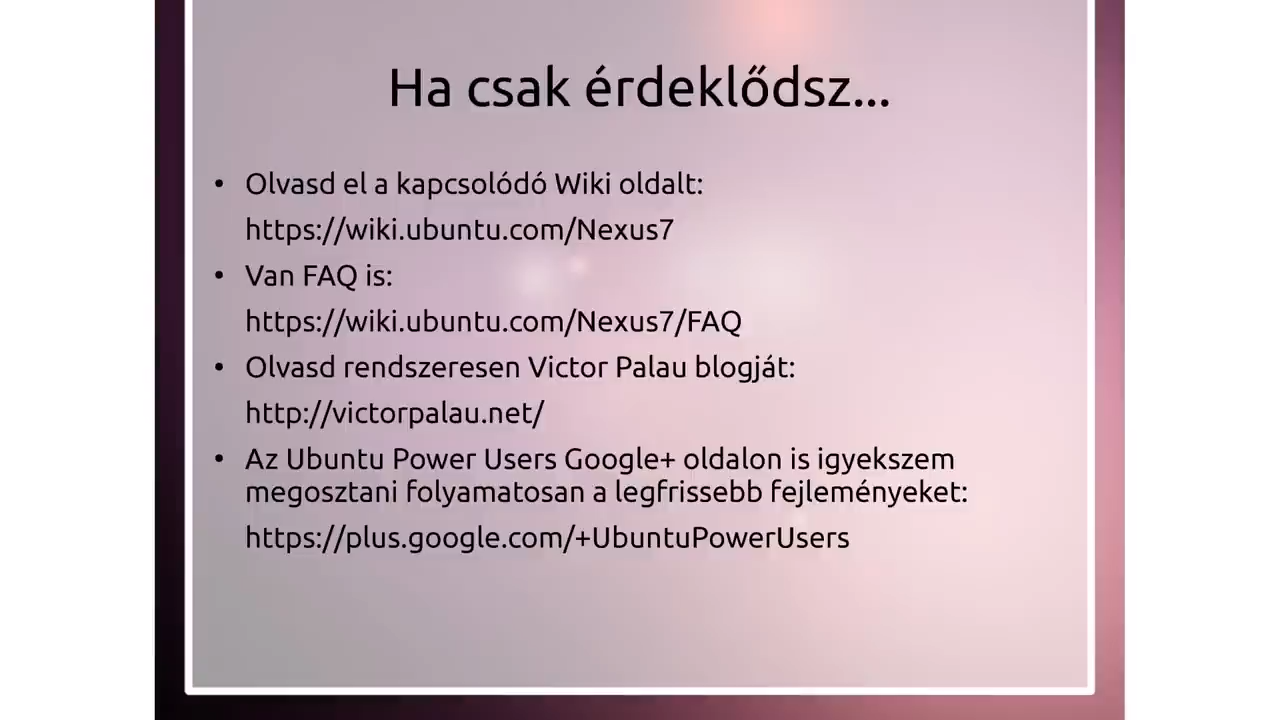 Ha csak érdeklődsz...
• Olvasd el a kapcsolódó Wiki oldalt:
https://wiki.ubuntu.com/Nexus7
• Van FAQ is:
https://wiki.ubuntu.com/Nexus7/FAQ
• Olvasd rendszeresen Victor Palau blogját:
http://victorpalau.net/
• Az Ubuntu Power Users Google+ oldalon is igyekszem
megosztani folyamatosan a legfrissebb fejleményeket:
https://plus.google.com/+UbuntuPowerUsers